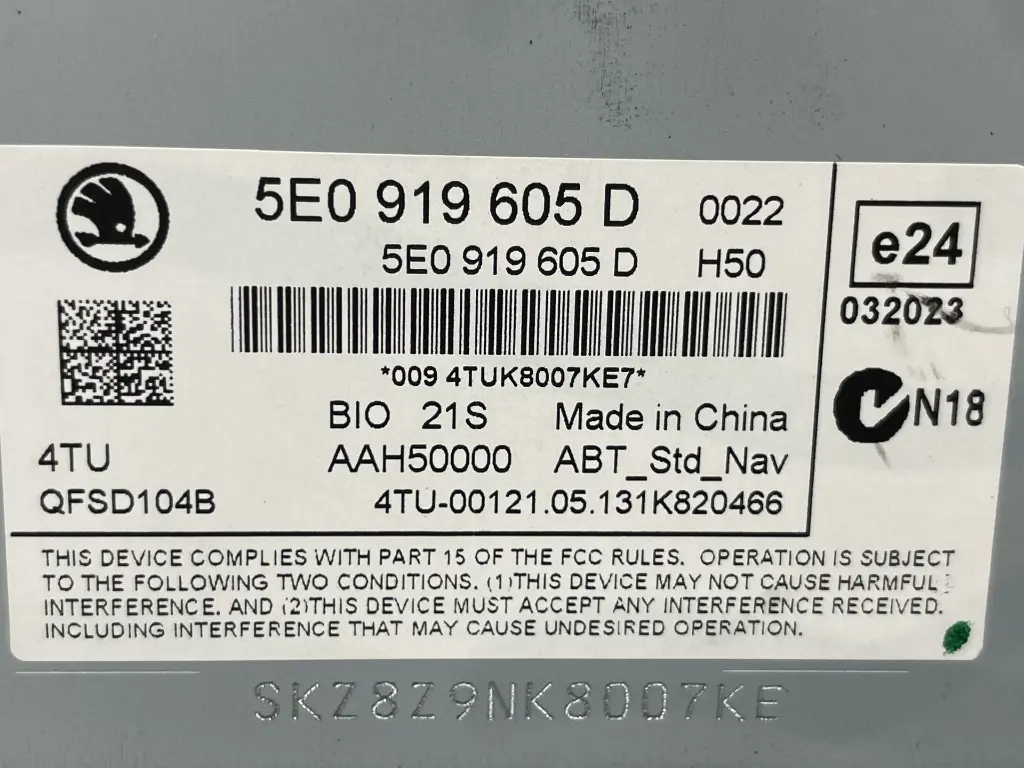 5E0 919 605 D 0022
5E0 919 605 D H50
*009 4TUK8007KE7*
BIO 21S Made in China
4TU AAH50000 ABT_Std_Nav
QFSD104B 4TU-00121.05.131K820466
e24
032023
N18
THIS DEVICE COMPLIES WITH PART 15 OF THE FCC RULES. OPERATION IS SUBJECT
TO THE FOLLOWING TWO CONDITIONS. (1)THIS DEVICE MAY NOT CAUSE HARMFUL
INTERFERENCE. AND (2)THIS DEVICE MUST ACCEPT ANY INTERFERENCE RECEIVED.
INCLUDING INTERFERENCE THAT MAY CAUSE UNDESIRED OPERATION.
SKZ8Z9NK8007KE